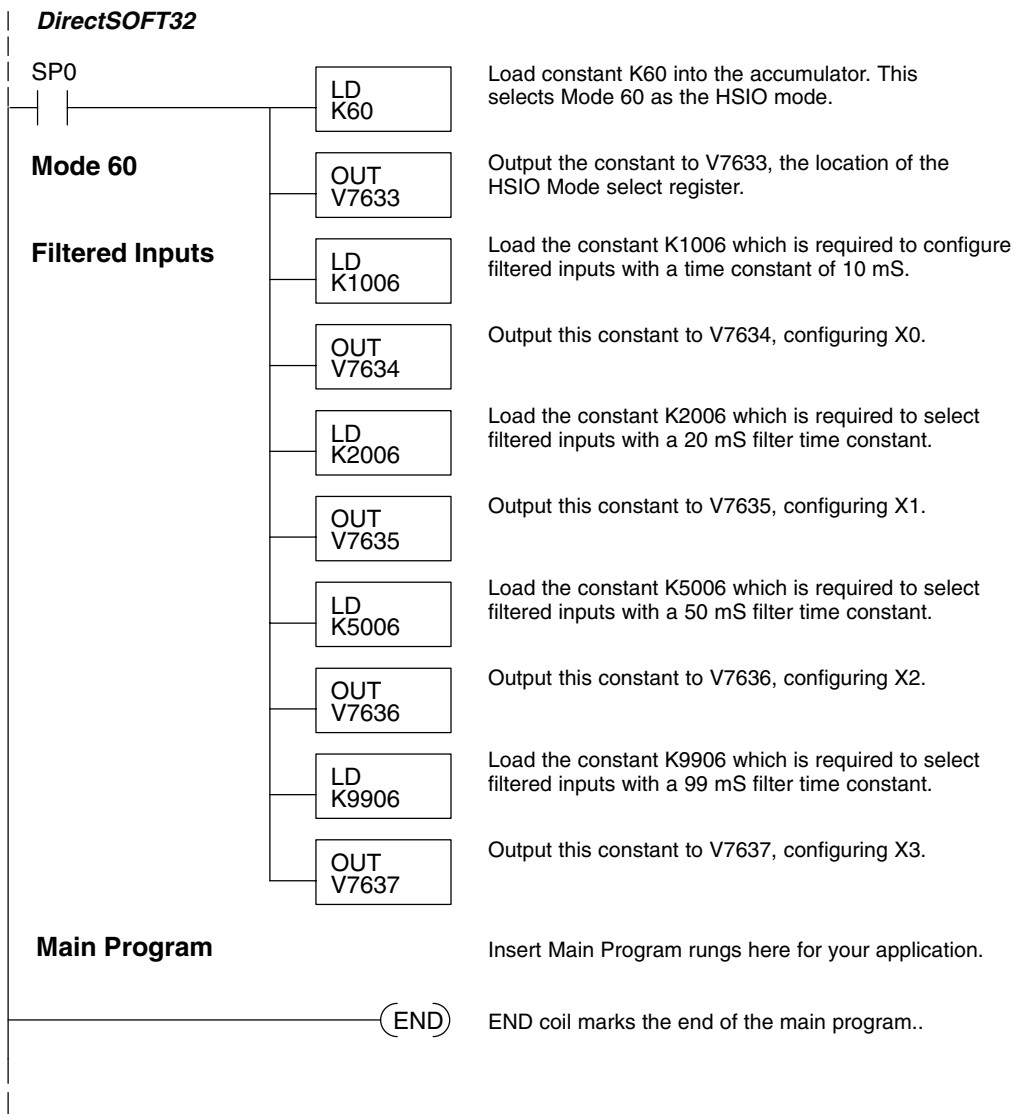 DirectSOFT32
SP0
LD
K60
Load constant K60 into the accumulator. This
selects Mode 60 as the HSIO mode.
Mode 60
OUT
V7633
Output the constant to V7633, the location of the
HSIO Mode select register.
Filtered Inputs
LD
K1006
Load the constant K1006 which is required to configure
filtered inputs with a time constant of 10 mS.
OUT
V7634
Output this constant to V7634, configuring X0.
LD
K2006
Load the constant K2006 which is required to select
filtered inputs with a 20 mS filter time constant.
OUT
V7635
Output this constant to V7635, configuring X1.
LD
K5006
Load the constant K5006 which is required to select
filtered inputs with a 50 mS filter time constant.
OUT
V7636
Output this constant to V7636, configuring X2.
LD
K9906
Load the constant K9906 which is required to select
filtered inputs with a 99 mS filter time constant.
OUT
V7637
Output this constant to V7637, configuring X3.
Main Program
Insert Main Program rungs here for your application.
END
END coil marks the end of the main program..